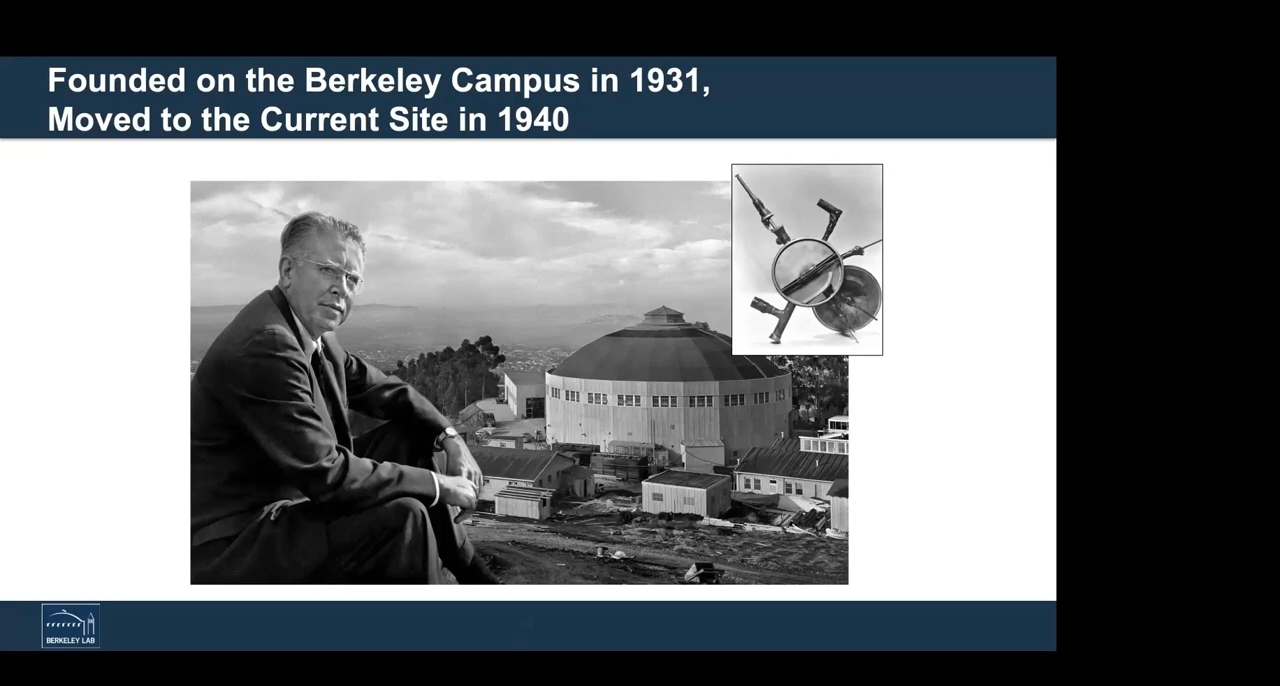 Founded on the Berkeley Campus in 1931,
Moved to the Current Site in 1940
BERKELEY LAB